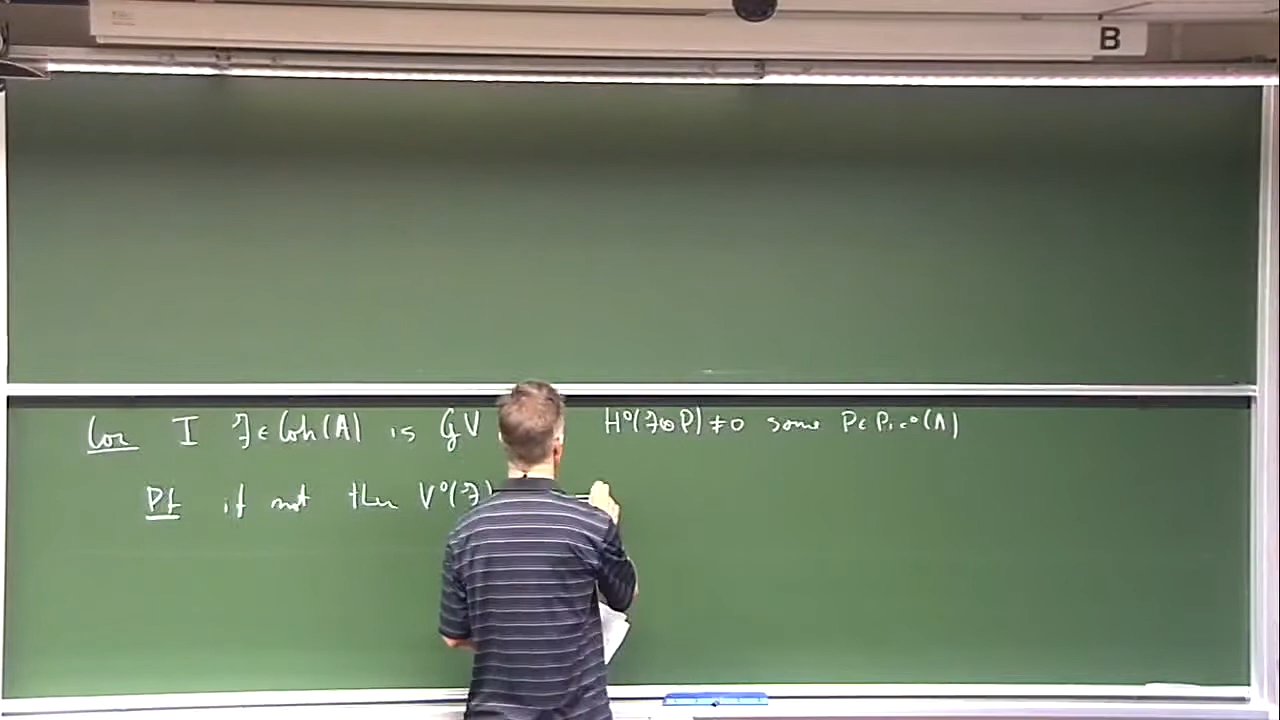 B
Cor I ℱ ∈ Coh(A) is GV H⁰(ℱ⊗P) ≠ 0 some P ∈ Pic⁰(A)
Pf if not then V⁰(ℱ)